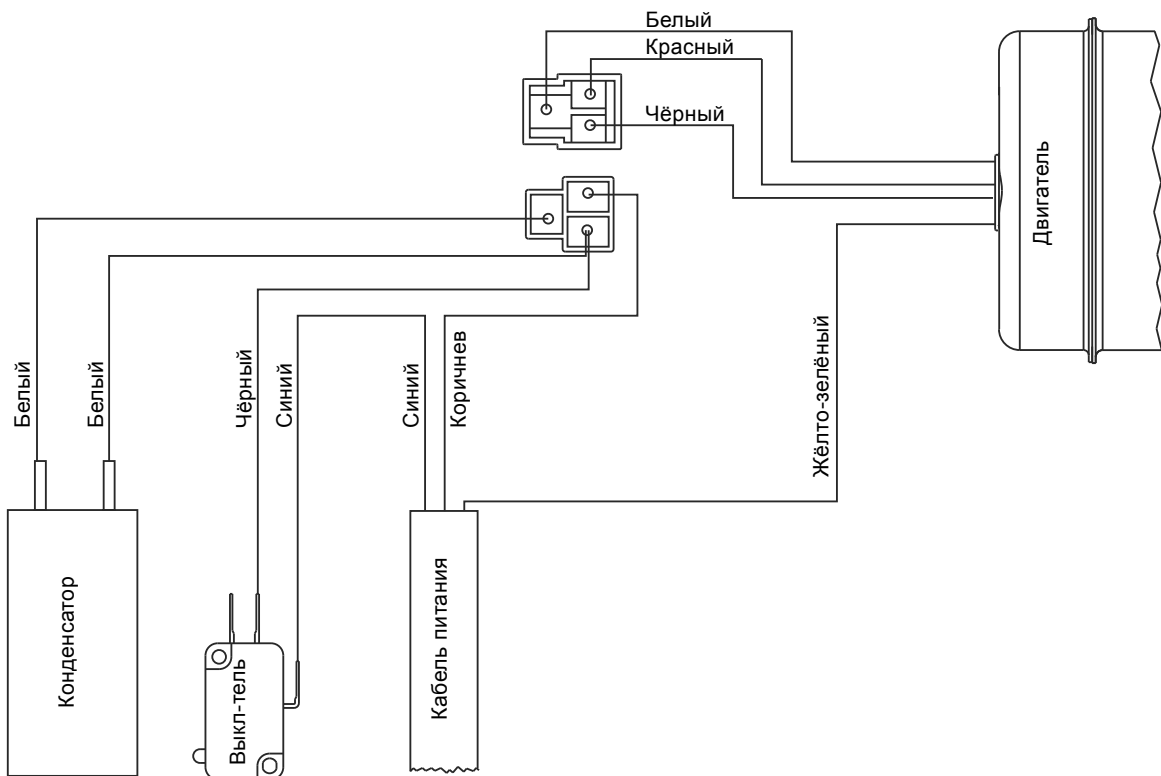 Белый
Красный
Чёрный
Двигатель
Белый
Белый
Чёрный
Синий
Синий
Коричнев
Жёлто-зелёный
Конденсатор
Выкл-тель
Кабель питания